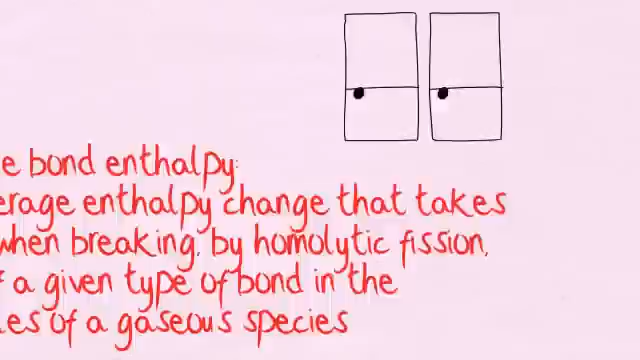 e bond enthalpy:
erage enthalpy change that takes
when breaking, by homolytic fission,
f a given type of bond in the
les of a gaseous species